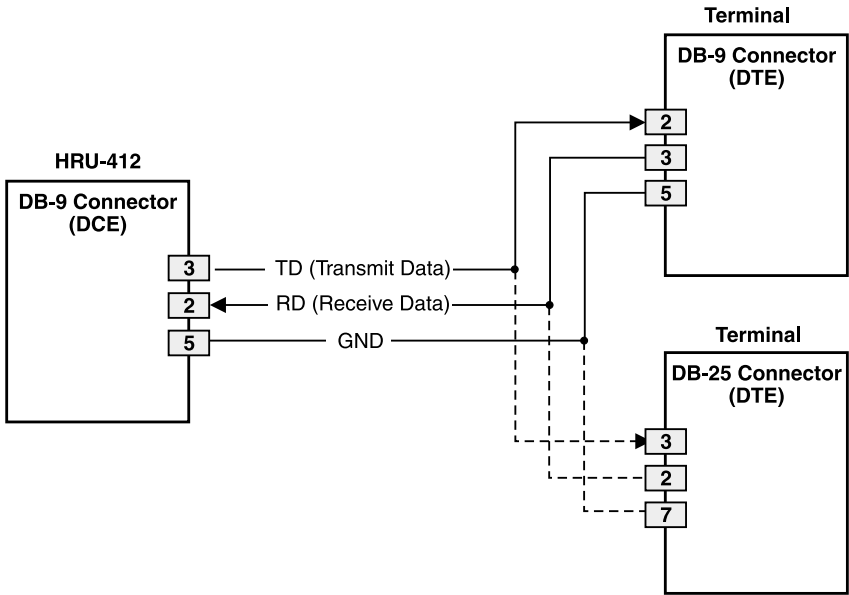 Terminal
DB-9 Connector
(DTE)
2
3
5
HRU-412
DB-9 Connector
(DCE)
3
TD (Transmit Data)
2
RD (Receive Data)
5
GND
Terminal
DB-25 Connector
(DTE)
3
2
7